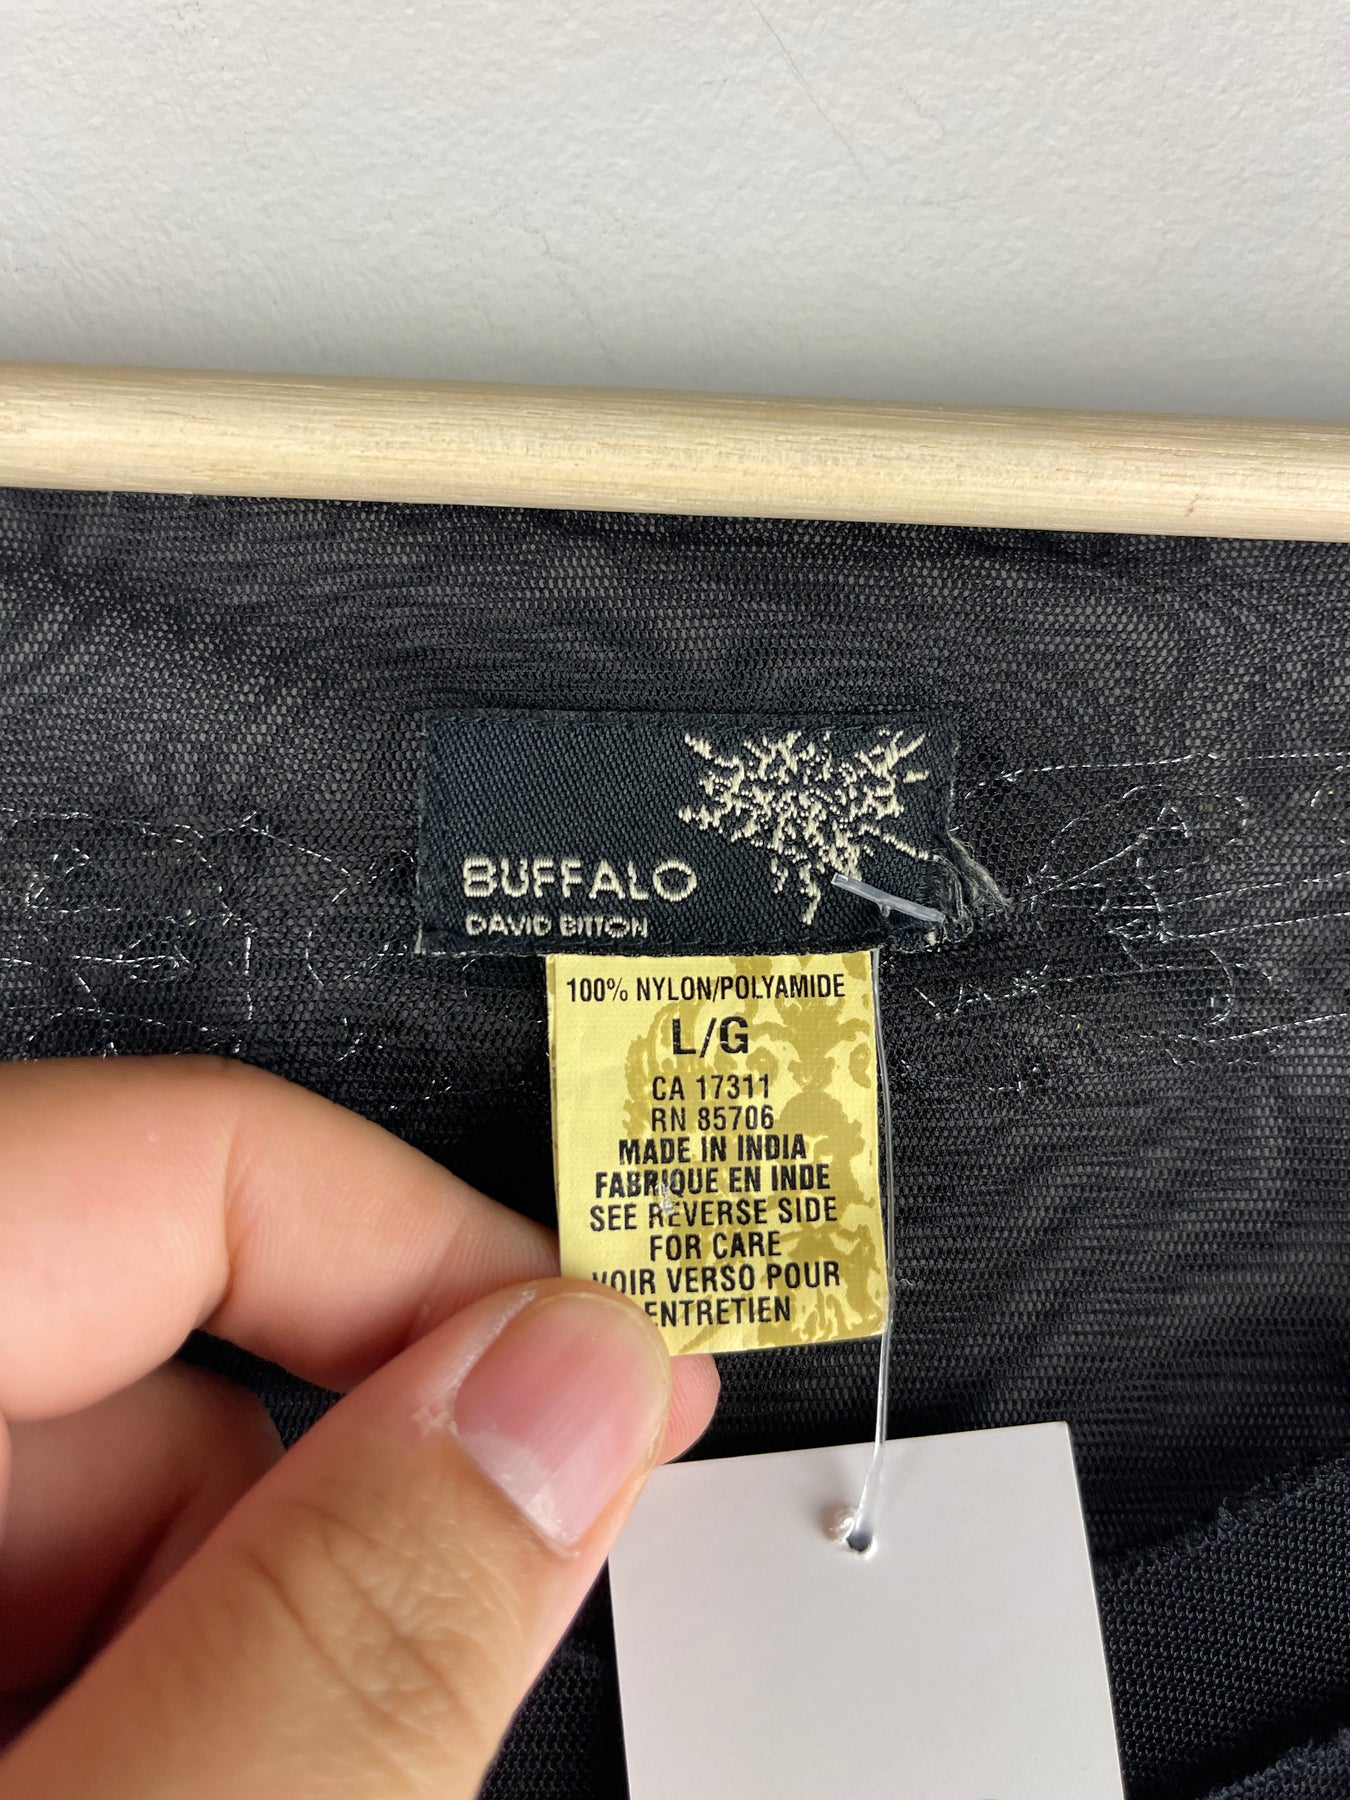 BUFFALO
DAVID BITTON
100% NYLON/POLYAMIDE
L/G
CA 17311
RN 85706
MADE IN INDIA
FABRIQUE EN INDE
SEE REVERSE SIDE
FOR CARE
VOIR VERSO POUR
ENTRETIEN